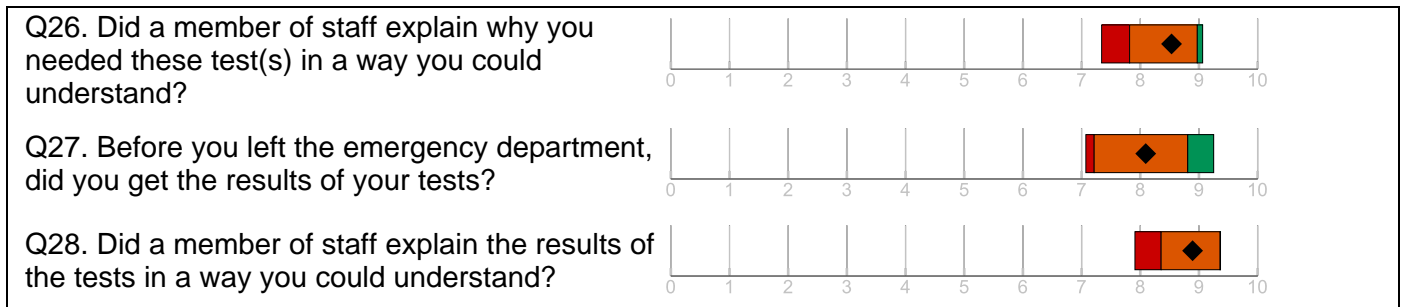 Q26. Did a member of staff explain why you
needed these test(s) in a way you could
understand?
0 1 2 3 4 5 6 7 8 9 10
Q27. Before you left the emergency department,
did you get the results of your tests?
0 1 2 3 4 5 6 7 8 9 10
Q28. Did a member of staff explain the results of
the tests in a way you could understand?
0 1 2 3 4 5 6 7 8 9 10